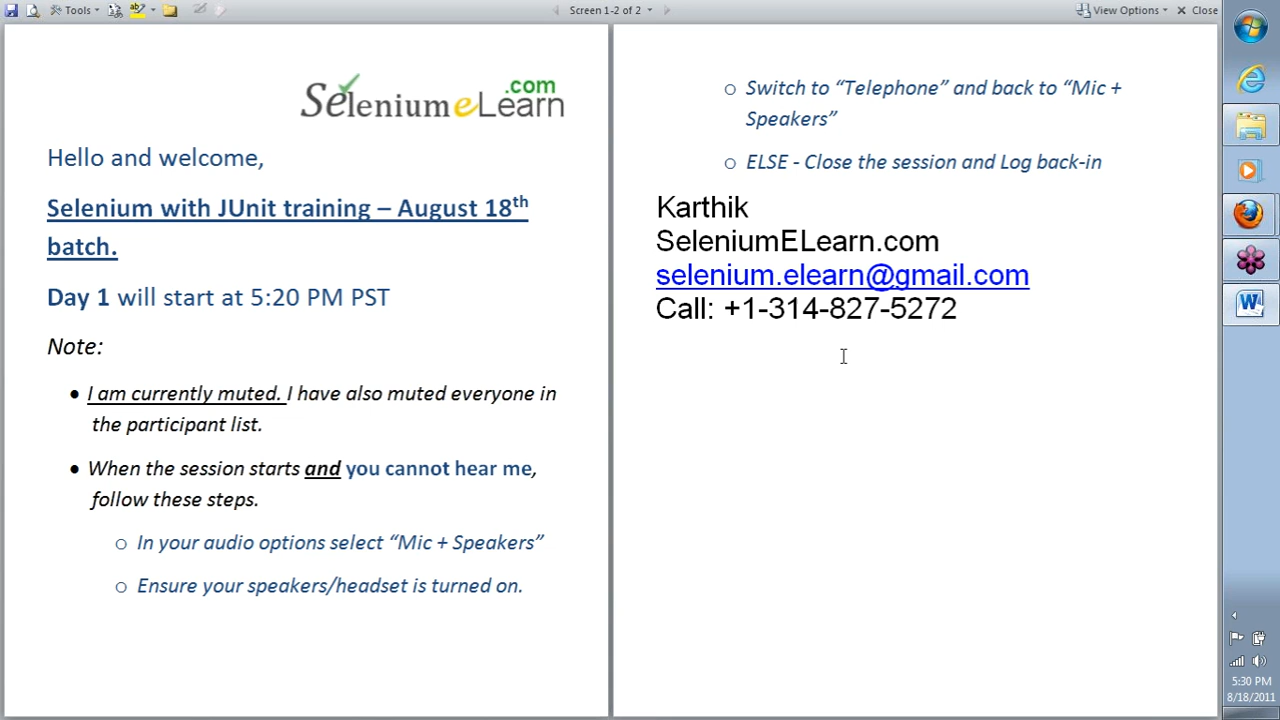 Tools
Screen 1-2 of 2
View Options
Close
Selenium eLearn .com
Hello and welcome,
Selenium with JUnit training – August 18th
batch.
Day 1 will start at 5:20 PM PST
Note:
• I am currently muted. I have also muted everyone in
the participant list.
• When the session starts and you cannot hear me,
follow these steps.
o In your audio options select “Mic + Speakers”
o Ensure your speakers/headset is turned on.
o Switch to “Telephone” and back to “Mic +
Speakers”
o ELSE - Close the session and Log back-in
Karthik
SeleniumELearn.com
selenium.elearn@gmail.com
Call: +1-314-827-5272
5:30 PM
8/18/2011